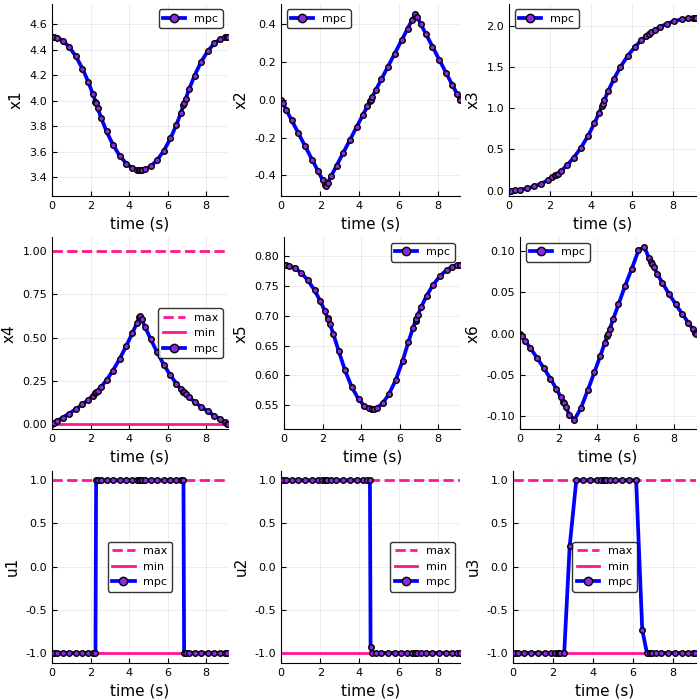 x1
4.6
4.4
4.2
4.0
3.8
3.6
3.4
mpc
0 2 4 6 8
time (s)
x2
0.4
0.2
0.0
-0.2
-0.4
mpc
0 2 4 6 8
time (s)
x3
2.0
1.5
1.0
0.5
0.0
mpc
0 2 4 6 8
time (s)
x4
1.00
0.75
0.50
0.25
0.00
max
min
mpc
0 2 4 6 8
time (s)
x5
0.80
0.75
0.70
0.65
0.60
0.55
mpc
0 2 4 6 8
time (s)
x6
0.10
0.05
0.00
-0.05
-0.10
mpc
0 2 4 6 8
time (s)
u1
1.0
0.5
0.0
-0.5
-1.0
max
min
mpc
0 2 4 6 8
time (s)
u2
1.0
0.5
0.0
-0.5
-1.0
max
min
mpc
0 2 4 6 8
time (s)
u3
1.0
0.5
0.0
-0.5
-1.0
max
min
mpc
0 2 4 6 8
time (s)